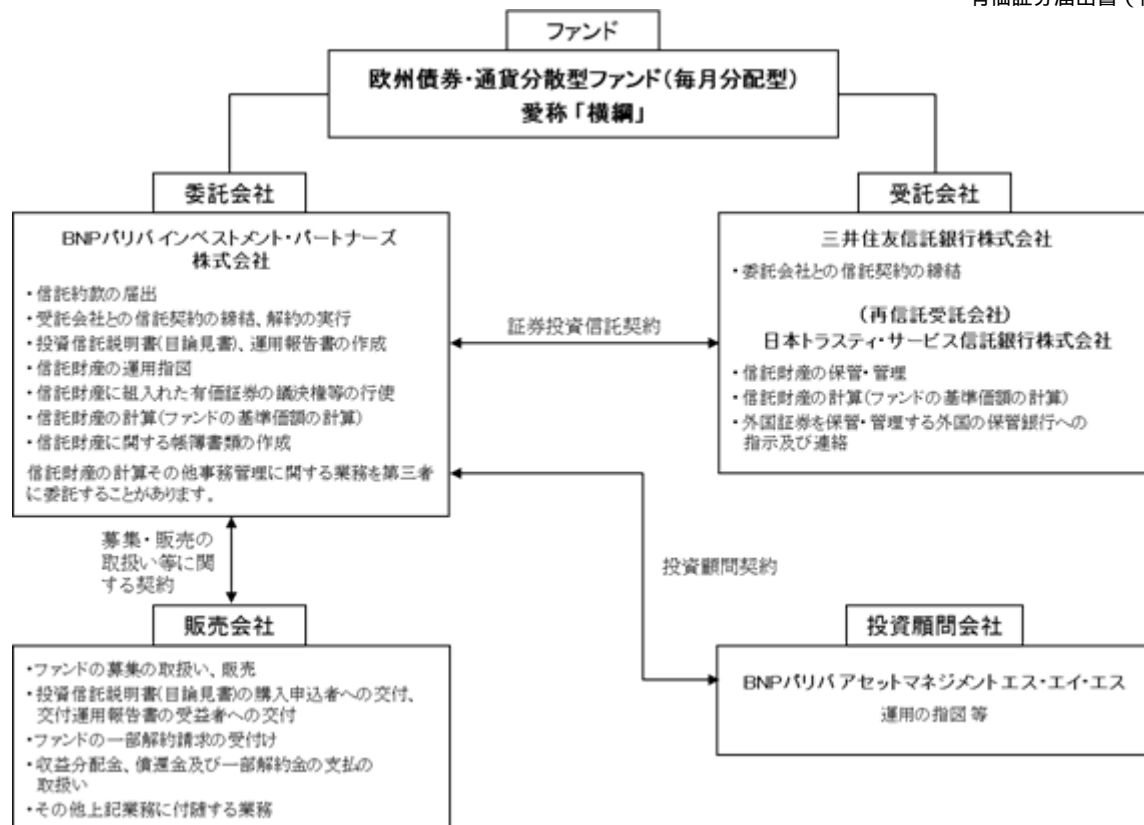 有価証券届出書（
ファンド
欧州債券・通貨分散型ファンド(毎月分配型)
愛称「横綱」
委託会社
BNPパリバ インベストメント・パートナーズ
株式会社
・信託約款の届出
・受託会社との信託契約の締結、解約の実行
・投資信託説明書(目論見書)、運用報告書の作成
・信託財産の運用指図
・信託財産に組入れた有価証券の議決権等の行使
・信託財産の計算(ファンドの基準価額の計算)
・信託財産に関する帳簿書類の作成
信託財産の計算その他事務管理に関する業務を第三者
に委託することがあります。
証券投資信託契約
受託会社
三井住友信託銀行株式会社
・委託会社との信託契約の締結
(再信託受託会社)
日本トラスティ・サービス信託銀行株式会社
・信託財産の保管・管理
・信託財産の計算(ファンドの基準価額の計算)
・外国証券を保管・管理する外国の保管銀行への
指示及び連絡
募集・販売の
取扱い等に関
する契約
投資顧問契約
販売会社
・ファンドの募集の取扱い、販売
・投資信託説明書(目論見書)の購入申込者への交付、
交付運用報告書の受益者への交付
・ファンドの一部解約請求の受付け
・収益分配金、償還金及び一部解約金の支払の
取扱い
・その他上記業務に付随する業務
投資顧問会社
BNPパリバ アセットマネジメント エス・エイ・エス
運用の指図 等